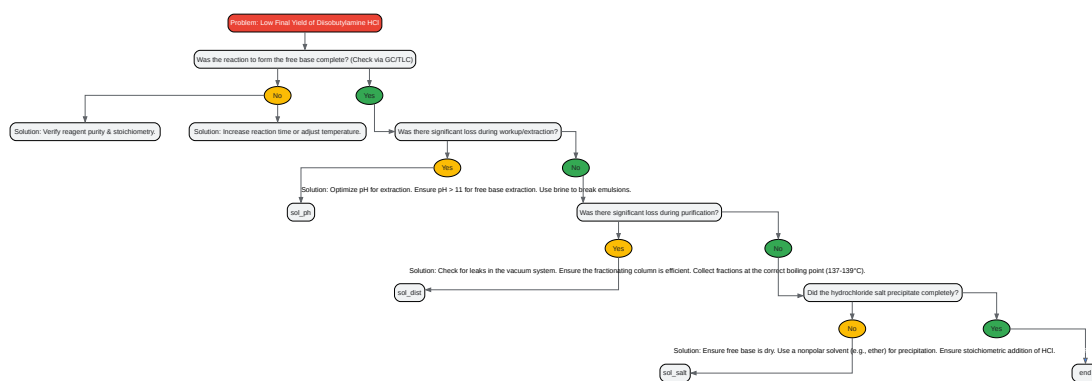 Problem: Low Final Yield of Diisobutylamine HCl
Was the reaction to form the free base complete? (Check via GC/TLC)
No
Yes
Solution: Verify reagent purity & stoichiometry.
Solution: Increase reaction time or adjust temperature.
Was there significant loss during workup/extraction?
Yes
No
Solution: Optimize pH for extraction. Ensure pH > 11 for free base extraction. Use brine to break emulsions.
sol_ph
Was there significant loss during purification?
Yes
No
Solution: Check for leaks in the vacuum system. Ensure the fractionating column is efficient. Collect fractions at the correct boiling point (137-139°C).
sol_dist
Did the hydrochloride salt precipitate completely?
No
Yes
Solution: Ensure free base is dry. Use a nonpolar solvent (e.g., ether) for precipitation. Ensure stoichiometric addition of HCl.
sol_salt
end